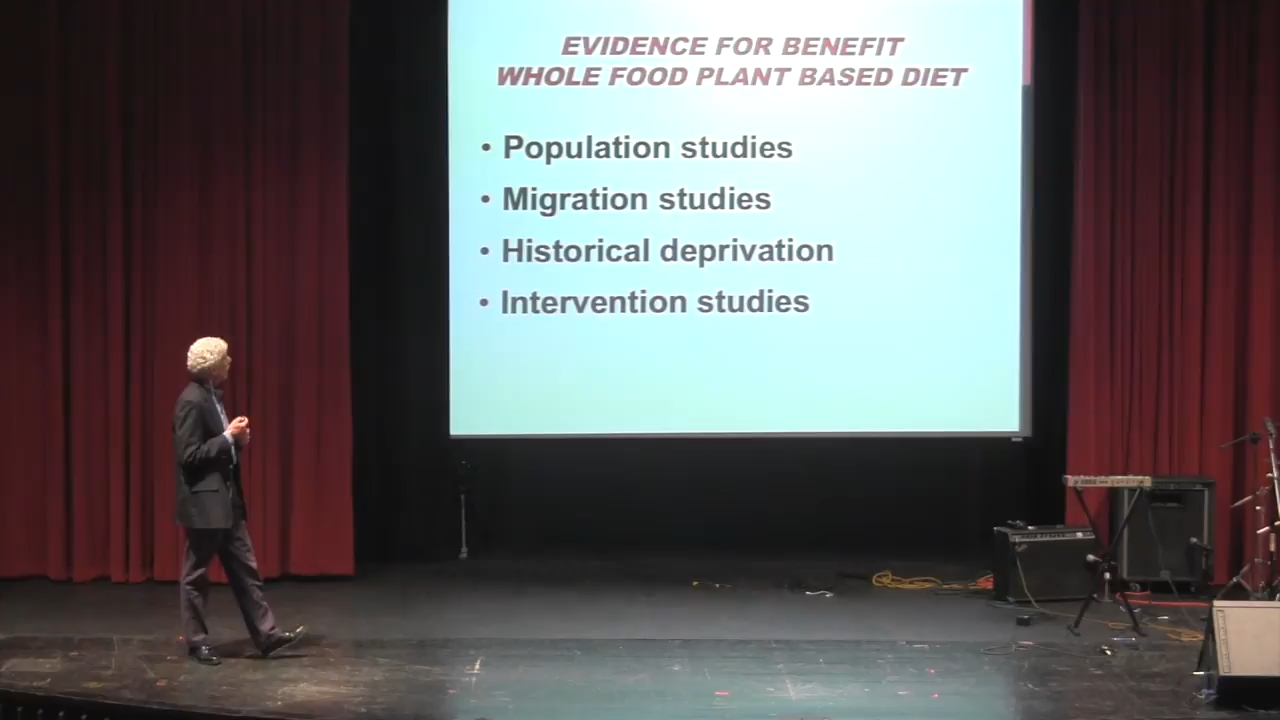 EVIDENCE FOR BENEFIT
WHOLE FOOD PLANT BASED DIET
• Population studies
• Migration studies
• Historical deprivation
• Intervention studies